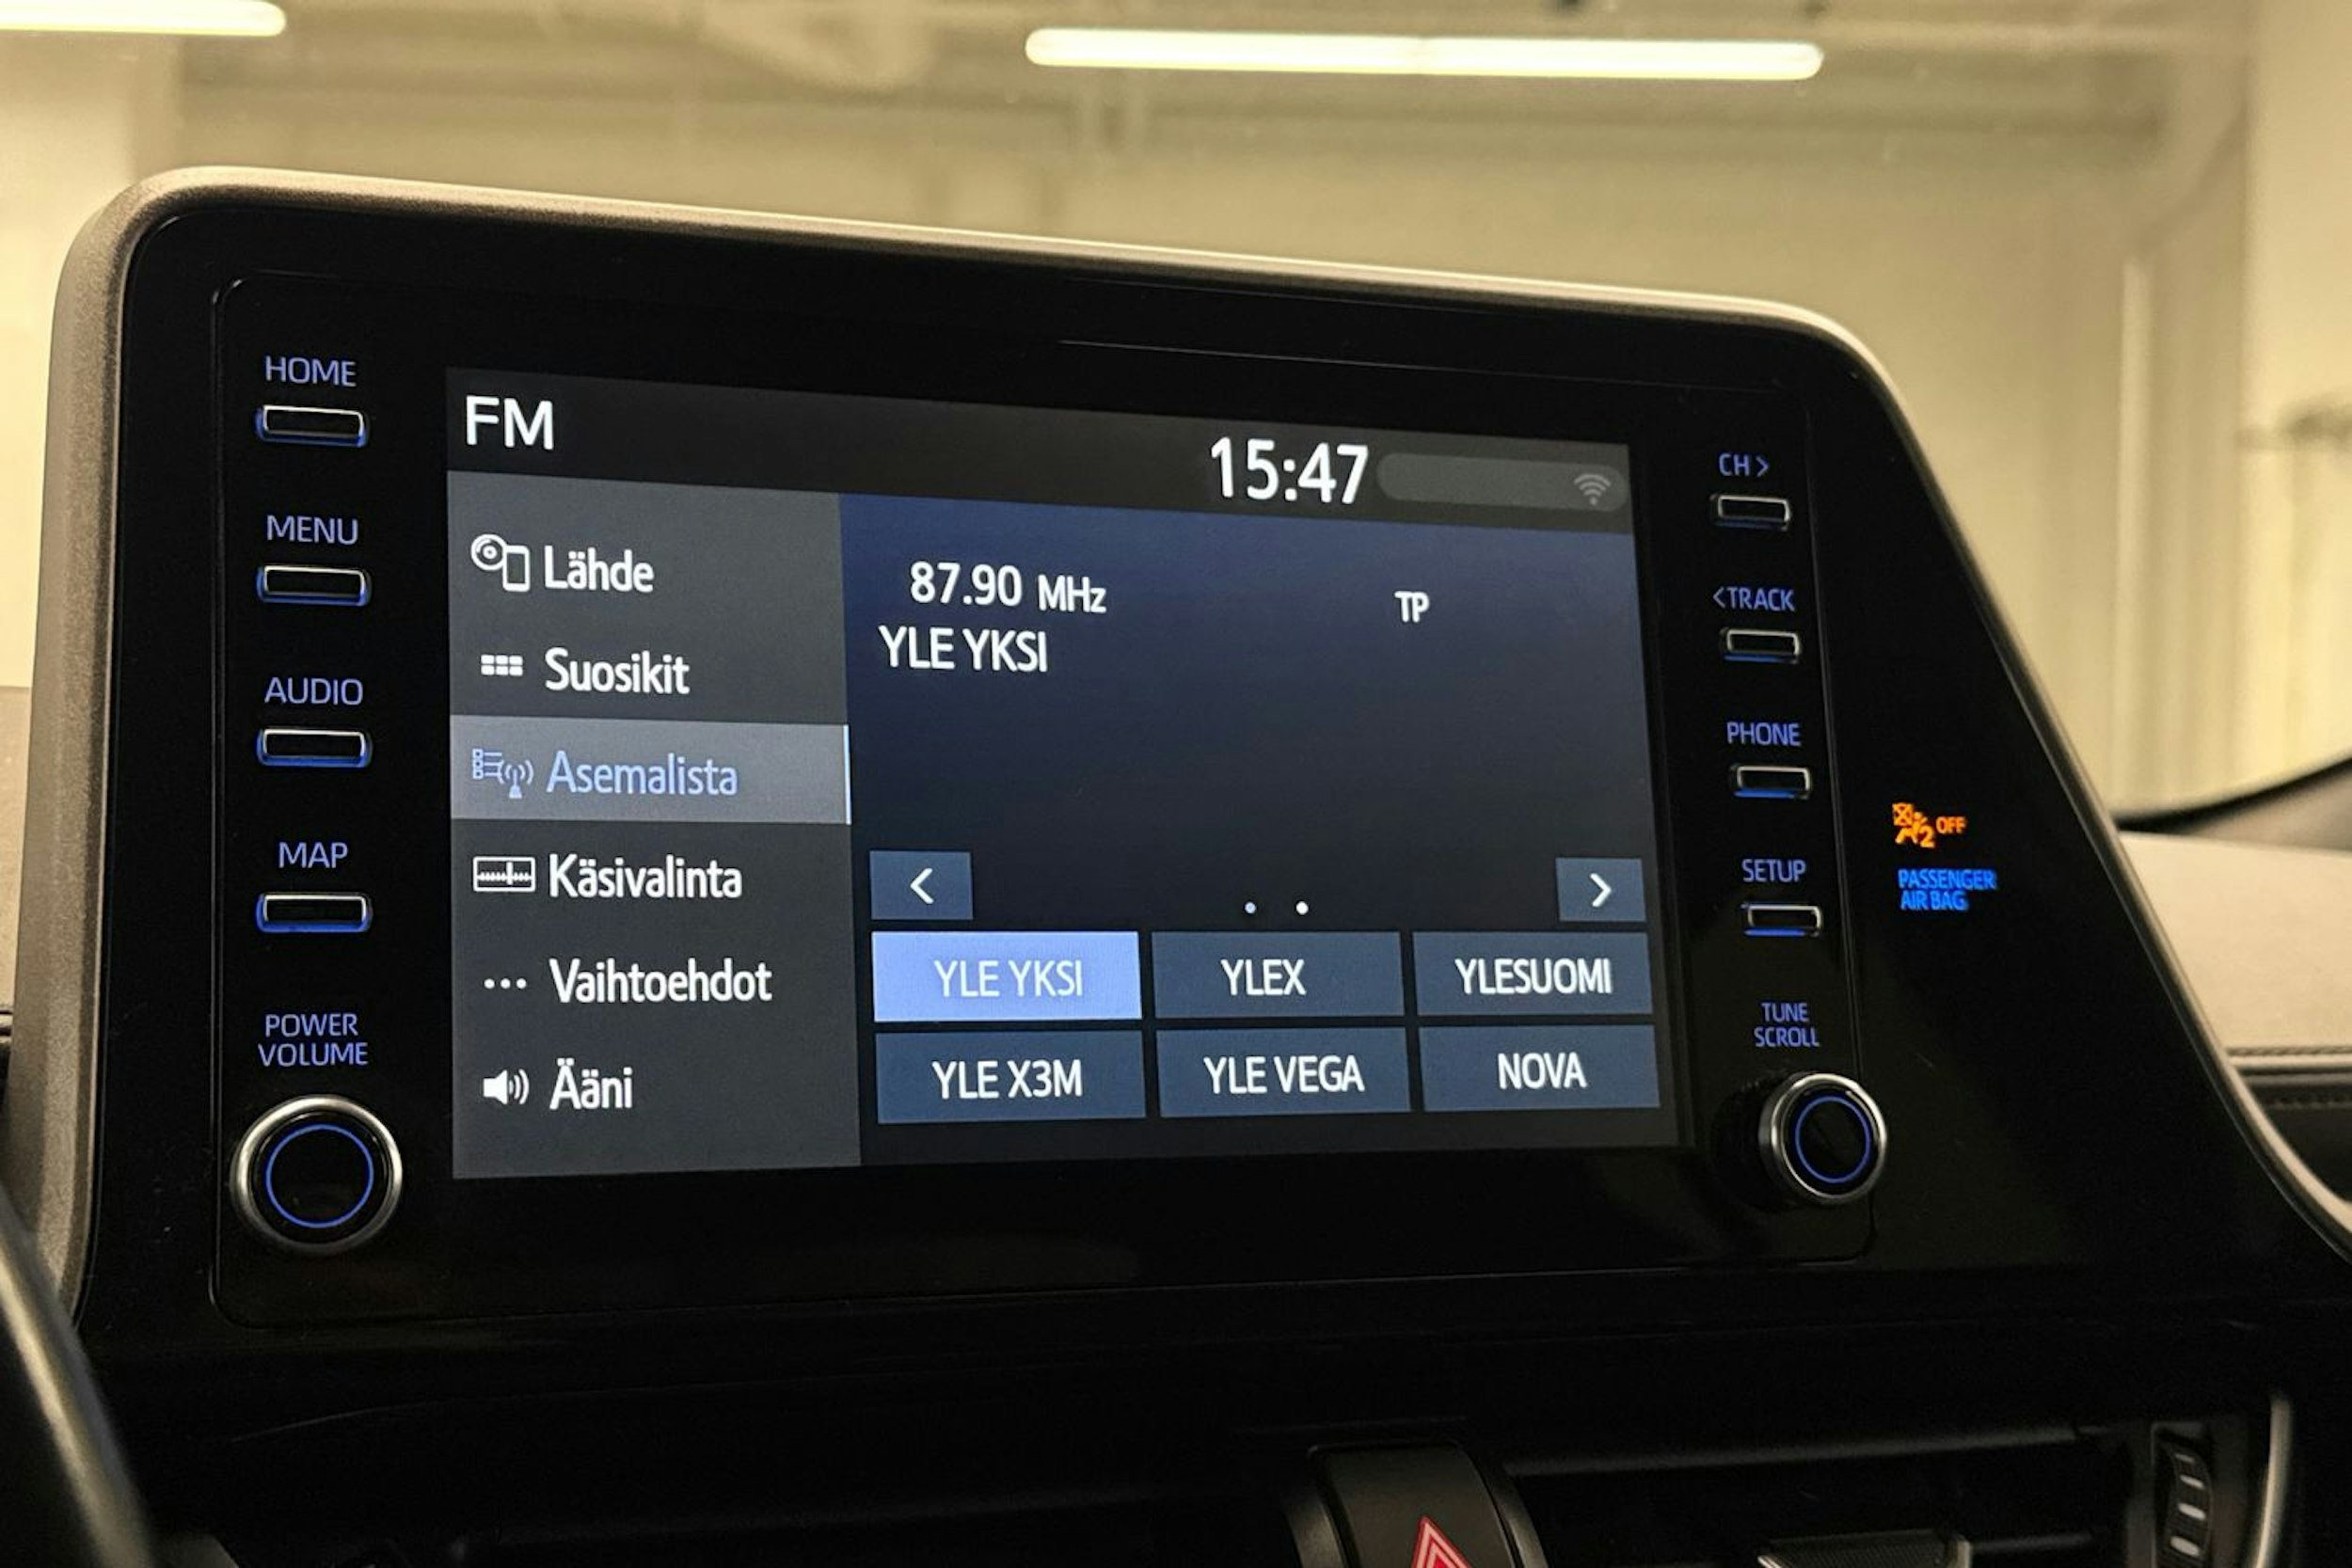 HOME
MENU
AUDIO
MAP
POWER
VOLUME
FM
15:47
Lähde
Suosikit
Asemalista
Käsivalinta
... Vaihtoehdot
Ääni
87.90 MHz
TP
YLE YKSI
< >
YLE YKSI YLEX YLESUOMI
YLE X3M YLE VEGA NOVA
CH >
< TRACK
PHONE
SETUP
TUNE
SCROLL
2 OFF
PASSENGER
AIR BAG